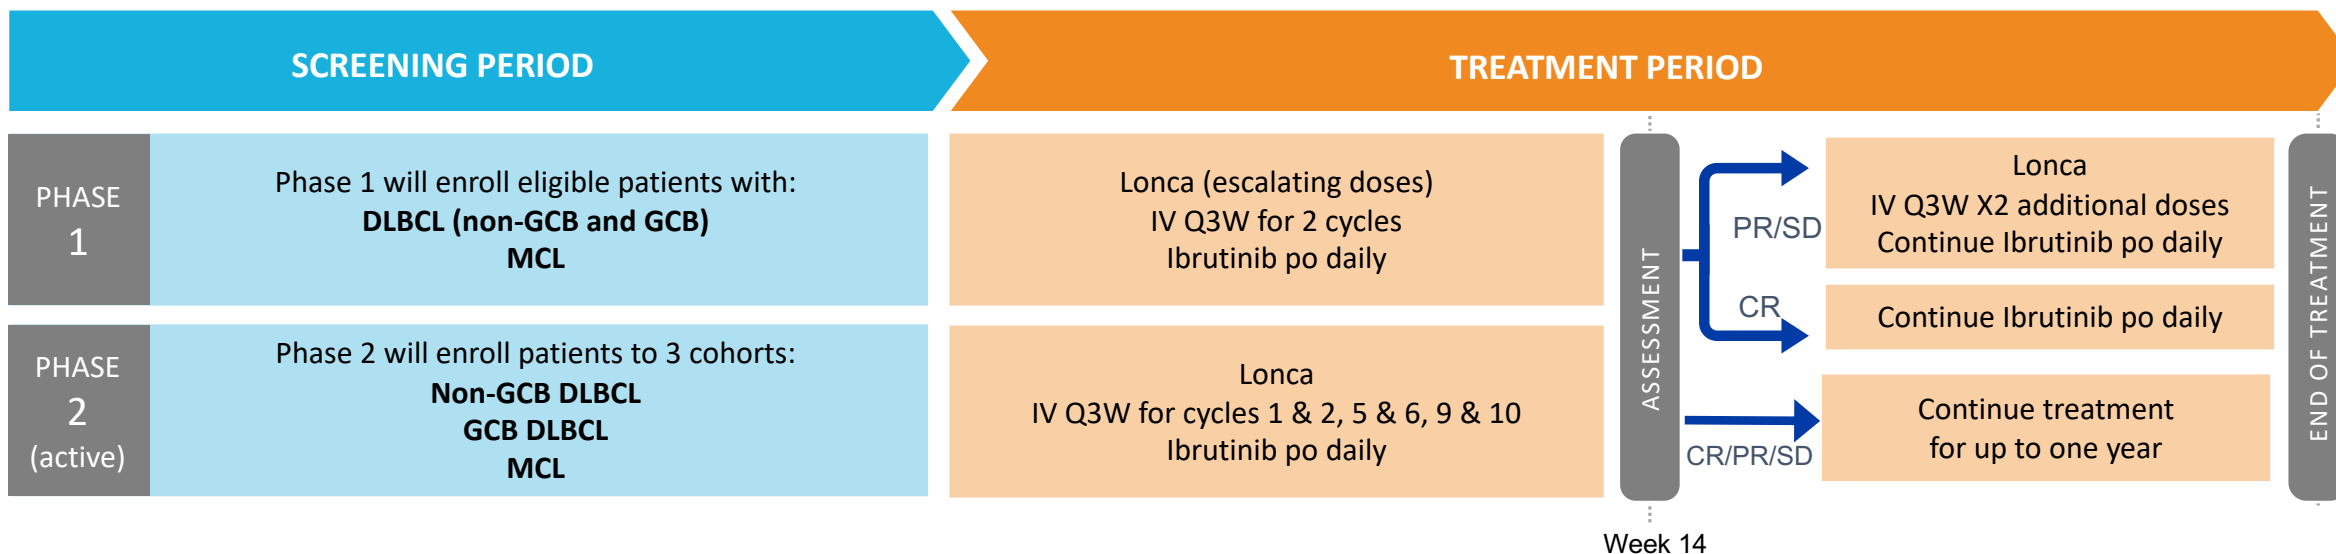 SCREENING PERIOD
TREATMENT PERIOD
PHASE
1
Phase 1 will enroll eligible patients with:
DLBCL (non-GCB and GCB)
MCL
Lonca (escalating doses)
IV Q3W for 2 cycles
Ibrutinib po daily
ASSESSMENT
PR/SD
Lonca
IV Q3W X2 additional doses
Continue Ibrutinib po daily
CR
Continue Ibrutinib po daily
END OF TREATMENT
PHASE
2
(active)
Phase 2 will enroll patients to 3 cohorts:
Non-GCB DLBCL
GCB DLBCL
MCL
Lonca
IV Q3W for cycles 1 & 2, 5 & 6, 9 & 10
Ibrutinib po daily
CR/PR/SD
Continue treatment
for up to one year
Week 14